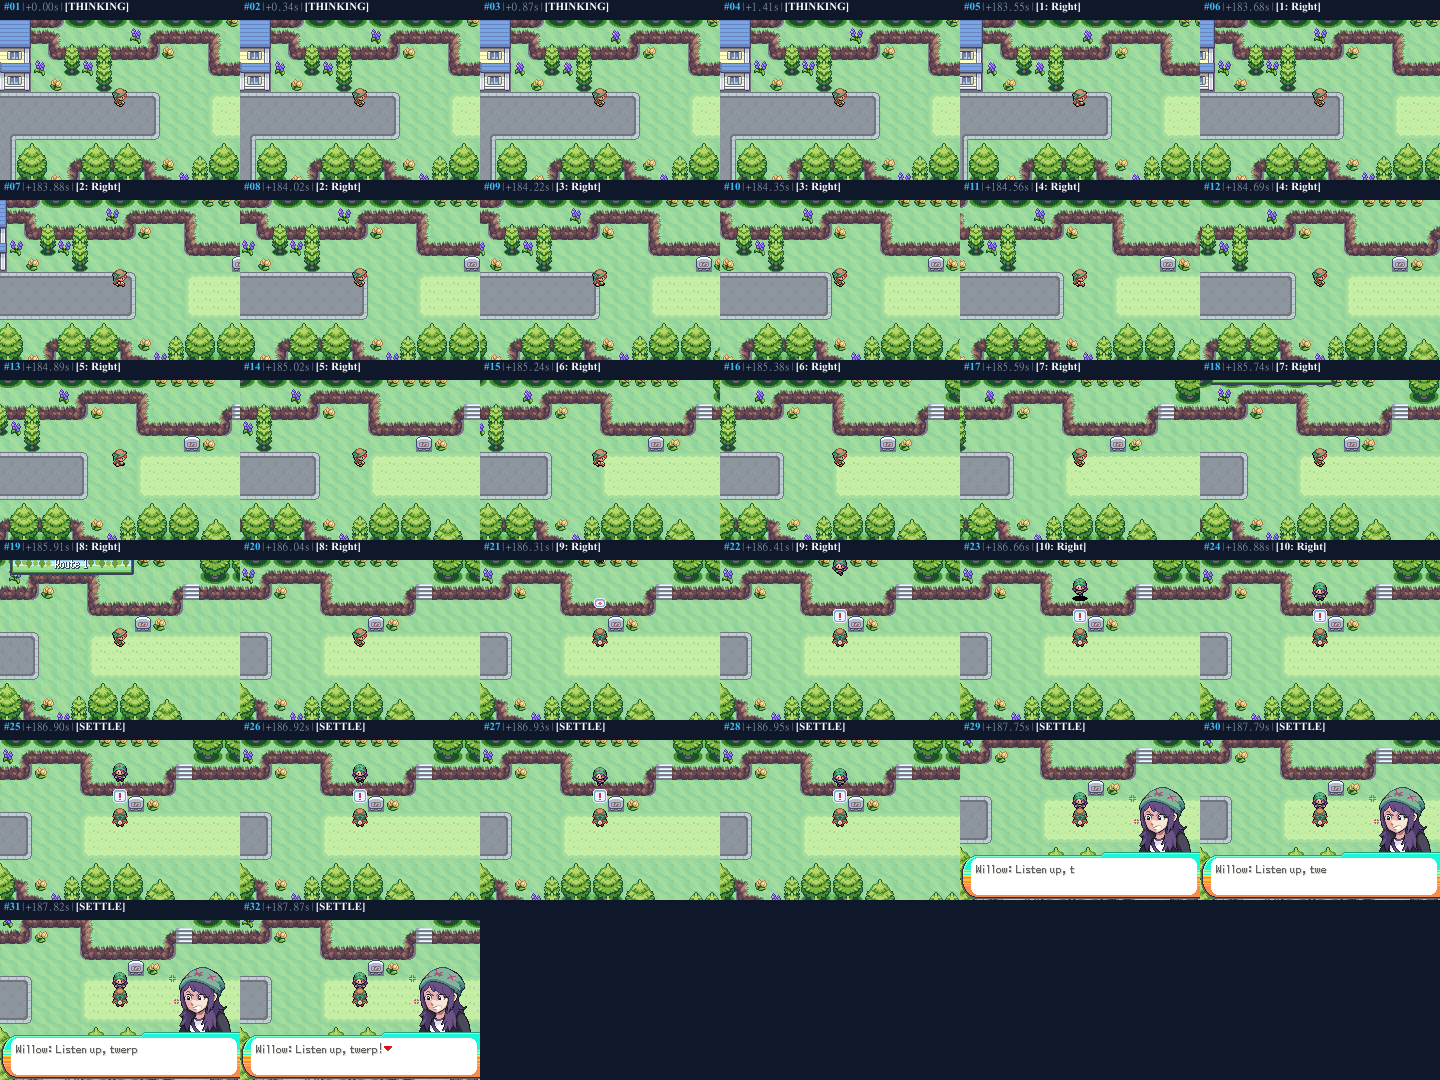 #01|+0.00s| [THINKING]
#02|+0.34s| [THINKING]
#03|+0.87s| [THINKING]
#04|+1.41s| [THINKING]
#05|+183.55s| [1: Right]
#06|+183.68s| [1: Right]
#07|+183.88s| [2: Right]
#08|+184.02s| [2: Right]
#09|+184.22s| [3: Right]
#10|+184.35s| [3: Right]
#11|+184.56s| [4: Right]
#12|+184.69s| [4: Right]
#13|+184.89s| [5: Right]
#14|+185.02s| [5: Right]
#15|+185.24s| [6: Right]
#16|+185.38s| [6: Right]
#17|+185.59s| [7: Right]
#18|+185.74s| [7: Right]
#19|+185.91s| [8: Right]
#20|+186.04s| [8: Right]
#21|+186.31s| [9: Right]
#22|+186.41s| [9: Right]
#23|+186.66s| [10: Right]
#24|+186.88s| [10: Right]
Route 1
!
!
!
#25|+186.90s| [SETTLE]
#26|+186.92s| [SETTLE]
#27|+186.93s| [SETTLE]
#28|+186.95s| [SETTLE]
#29|+187.75s| [SETTLE]
#30|+187.79s| [SETTLE]
!
!
!
!
Willow: Listen up, t
Willow: Listen up, twe
#31|+187.82s| [SETTLE]
#32|+187.87s| [SETTLE]
Willow: Listen up, twerp
Willow: Listen up, twerp!